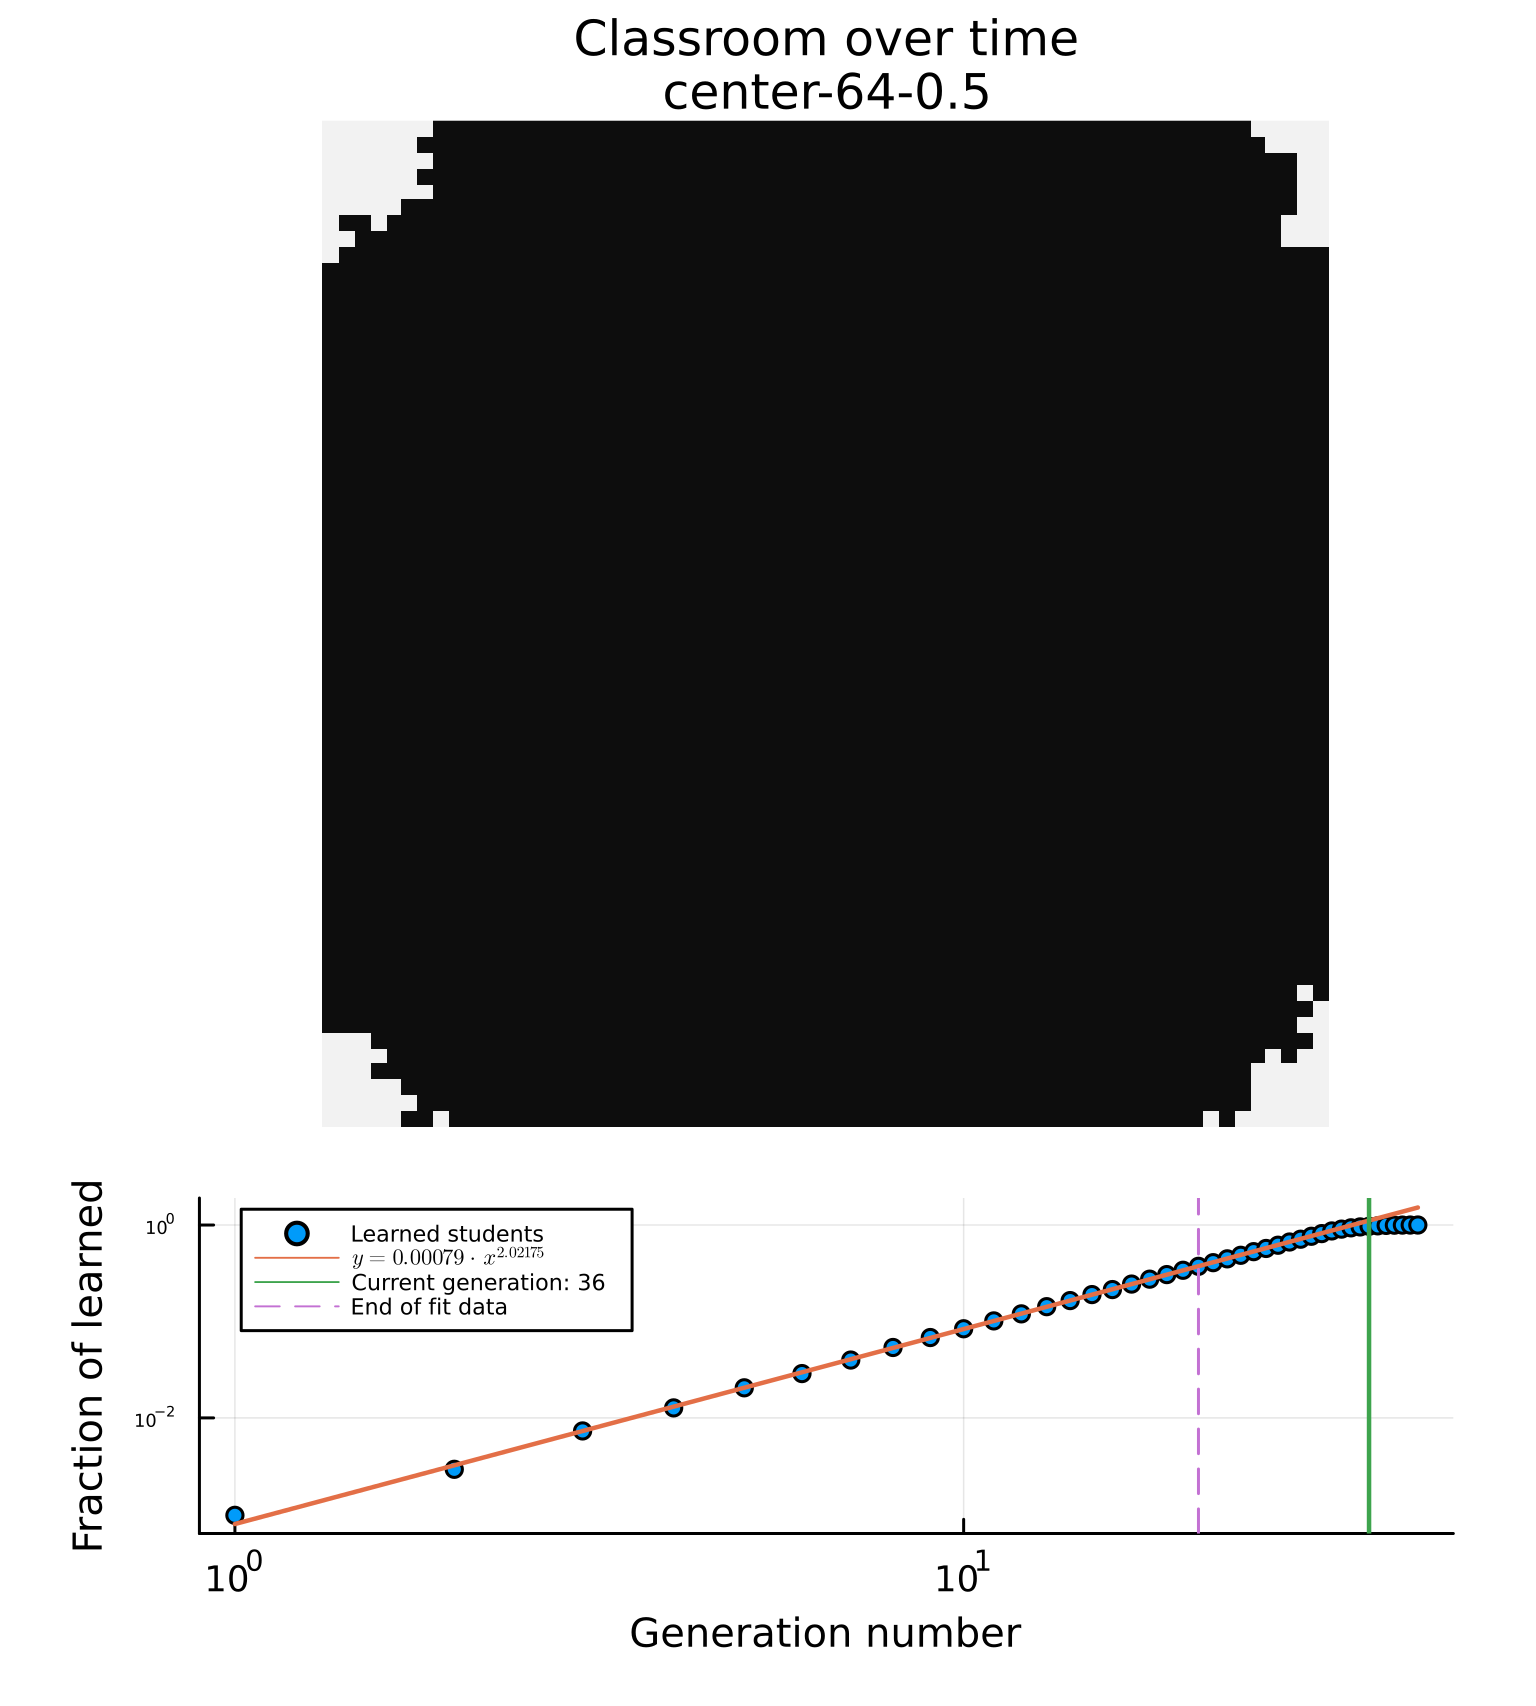 Classroom over time
center-64-0.5
Fraction of learned
10^0
10^{-2}
Learned students
y = 0.00079 · x^{2.02175}
Current generation: 36
End of fit data
10^0
10^1
Generation number